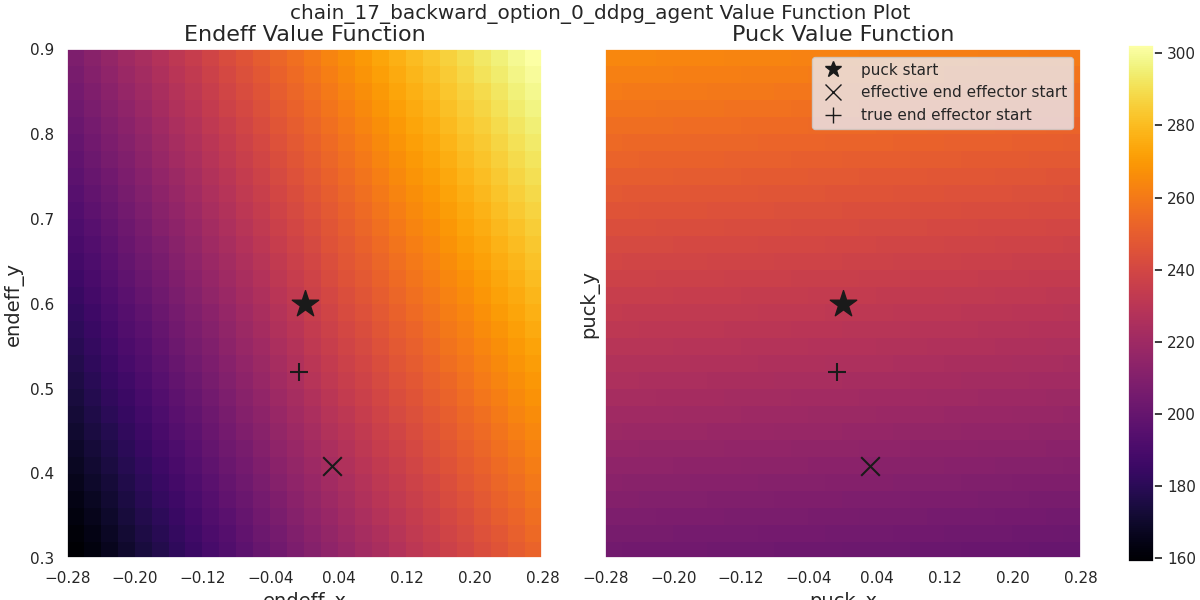 chain_17_backward_option_0_ddpg_agent Value Function Plot
Endeff Value Function
Puck Value Function
puck start
effective end effector start
true end effector start
0.9
0.8
0.7
0.6
0.5
0.4
0.3
endeff_y
−0.28 −0.20 −0.12 −0.04 0.04 0.12 0.20 0.28
endeff_x
puck_y
−0.28 −0.20 −0.12 −0.04 0.04 0.12 0.20 0.28
puck_x
300
280
260
240
220
200
180
160